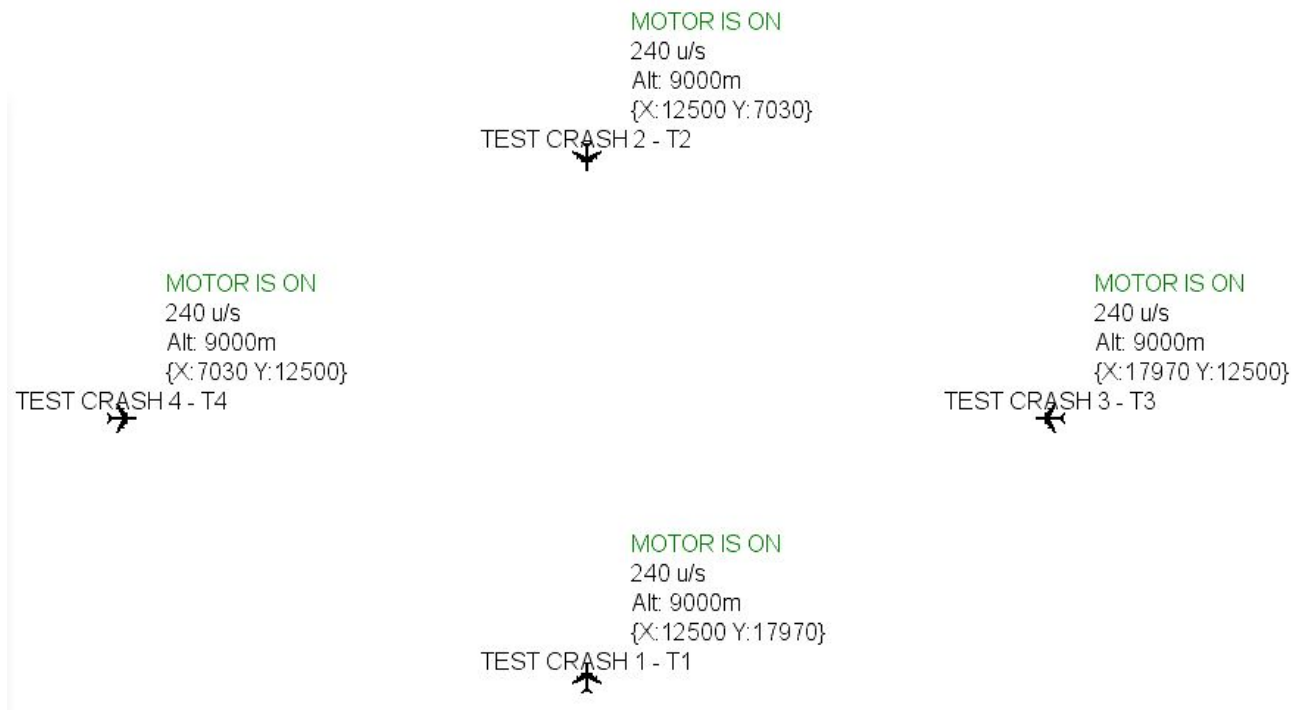 MOTOR IS ON
240 u/s
Alt: 9000m
{X:12500 Y:7030}
TEST CRASH 2 - T2
MOTOR IS ON
240 u/s
Alt: 9000m
{X:7030 Y:12500}
TEST CRASH 4 - T4
MOTOR IS ON
240 u/s
Alt: 9000m
{X:17970 Y:12500}
TEST CRASH 3 - T3
MOTOR IS ON
240 u/s
Alt: 9000m
{X:12500 Y:17970}
TEST CRASH 1 - T1